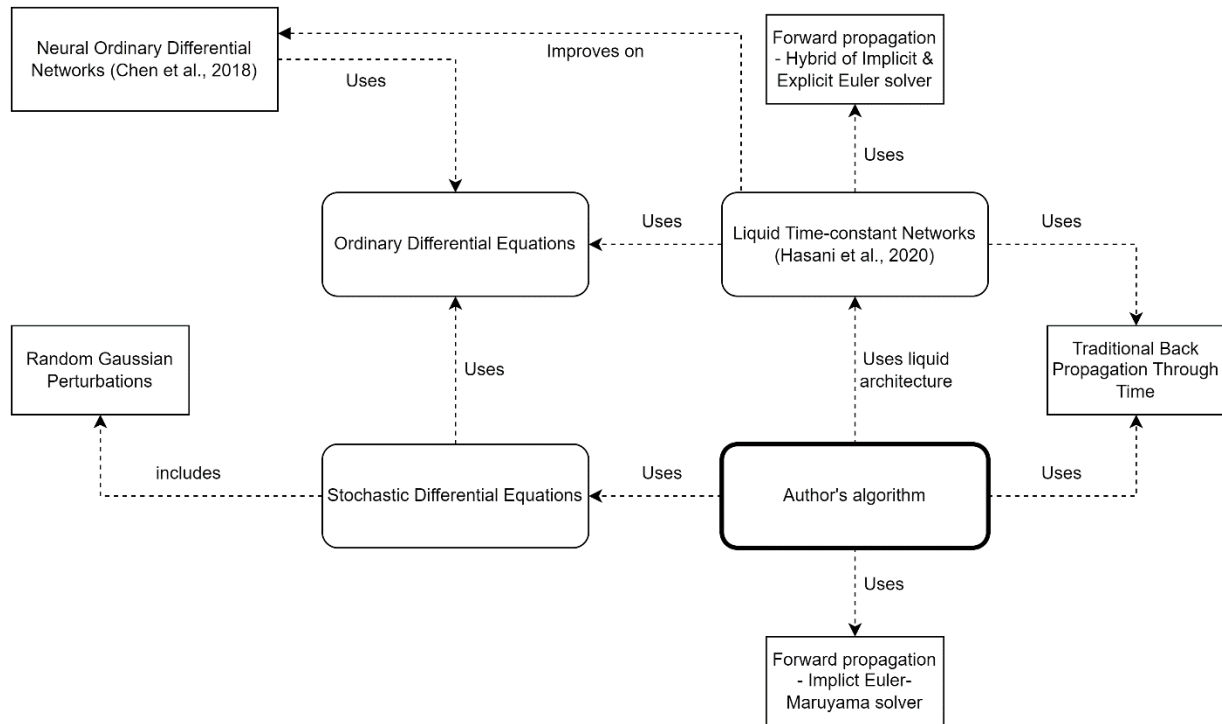 Neural Ordinary Differential
Networks (Chen et al., 2018)
Improves on
Forward propagation
- Hybrid of Implicit &
Explicit Euler solver
Uses
Uses
Ordinary Differential Equations
Uses
Liquid Time-constant Networks
(Hasani et al., 2020)
Uses
Random Gaussian
Perturbations
Uses
Uses liquid
architecture
Traditional Back
Propagation Through
Time
includes
Stochastic Differential Equations
Uses
Author's algorithm
Uses
Uses
Forward propagation
- Implict Euler-
Maruyama solver